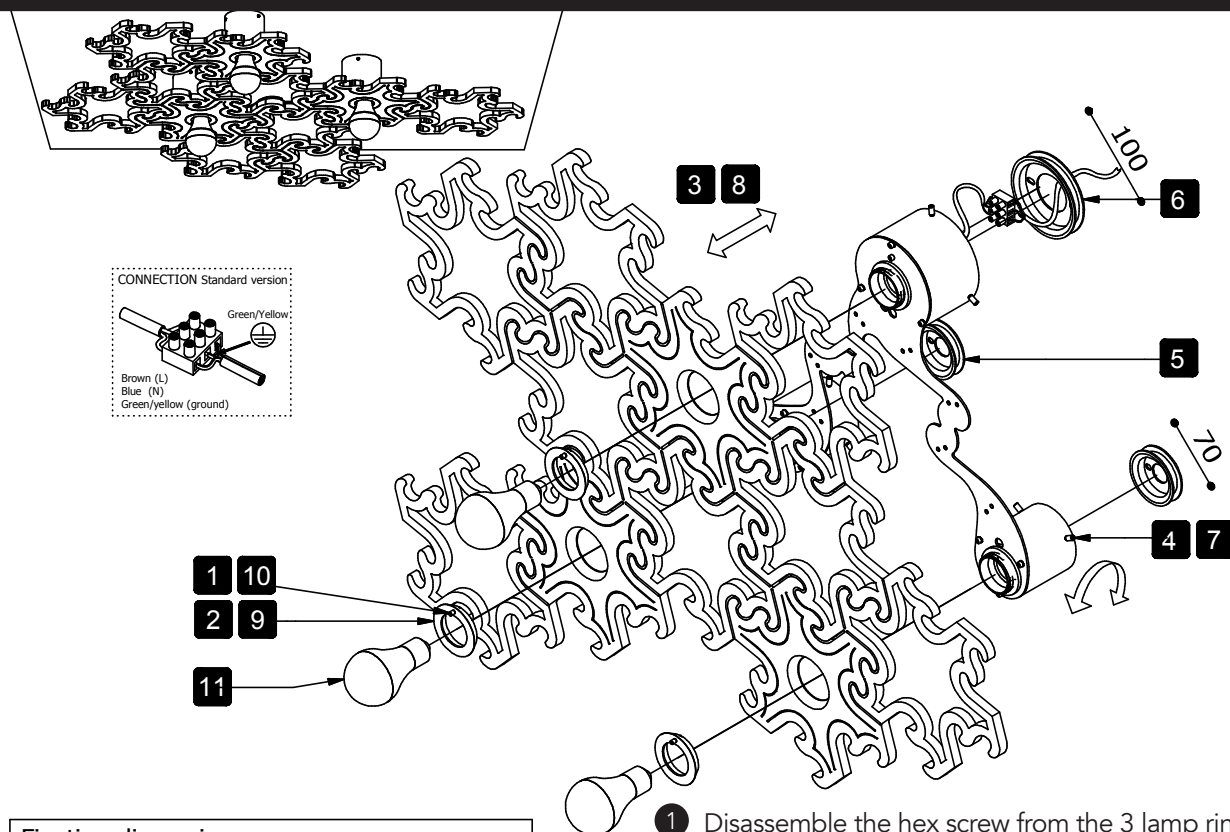 100
3 8
6
CONNECTION Standard version
Green/Yellow
Brown (L)
Blue (N)
Green/yellow (ground)
5
70
4 7
1 10
2 9
11
1 Disassemble the hex screw from the 3 lamp